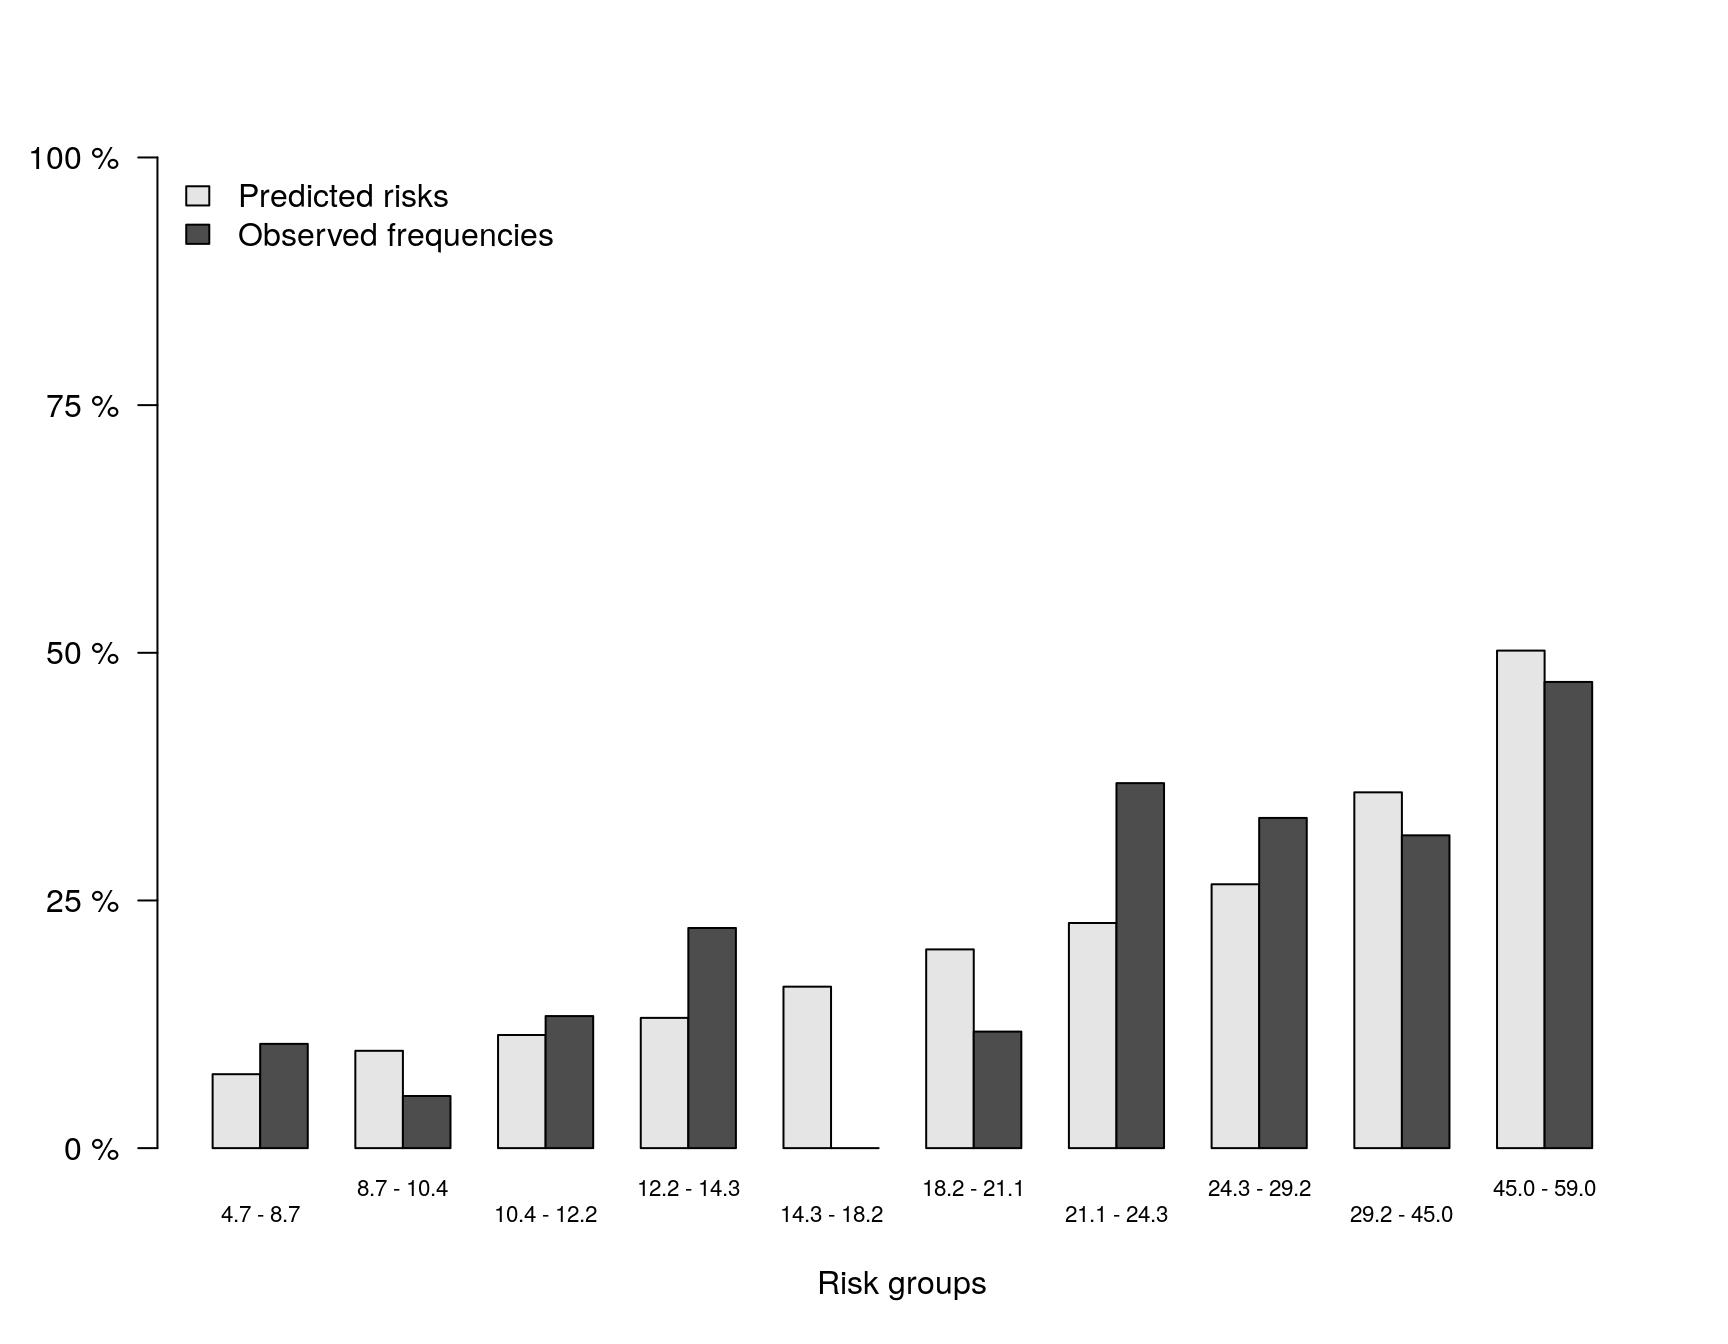 100 %
Predicted risks
Observed frequencies
75 %
50 %
25 %
0 %
8.7 - 10.4
12.2 - 14.3
18.2 - 21.1
24.3 - 29.2
45.0 - 59.0
4.7 - 8.7
10.4 - 12.2
14.3 - 18.2
21.1 - 24.3
29.2 - 45.0
Risk groups